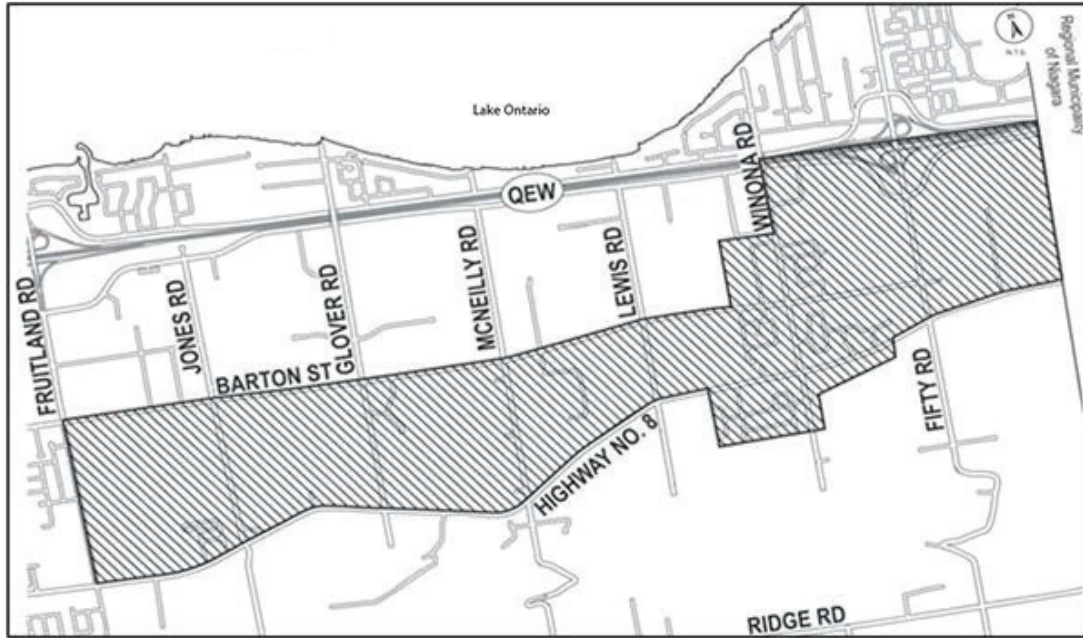 Lake Ontario
Regional Municipality
of Niagara
QEW
WINONA RD
FRUITLAND RD
JONES RD
GLOVER RD
MCNEILLY RD
LEWIS RD
BARTON ST
HIGHWAY NO. 8
FIFTY RD
RIDGE RD